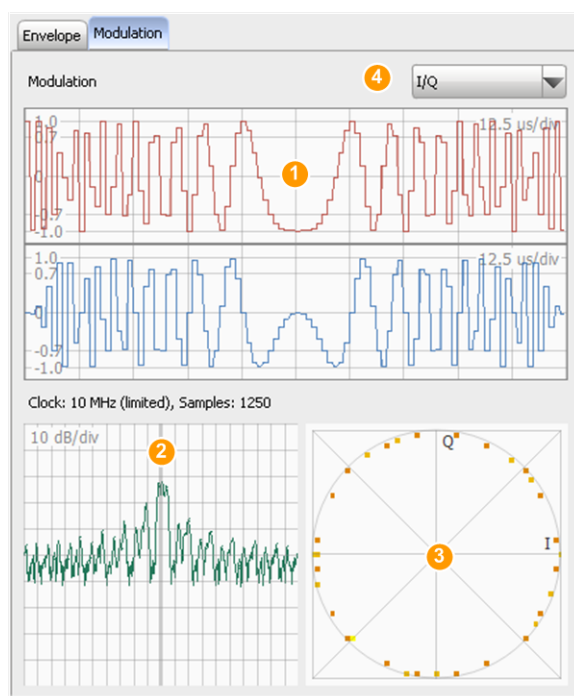 Envelope Modulation
Modulation 4 I/Q
1.0 12.5 us/div
0.7
0 1
-0.7
-1.0
1.0 12.5 us/div
0.7
0
-0.7
-1.0
Clock: 10 MHz (limited), Samples: 1250
10 dB/div 2 Q
I
3